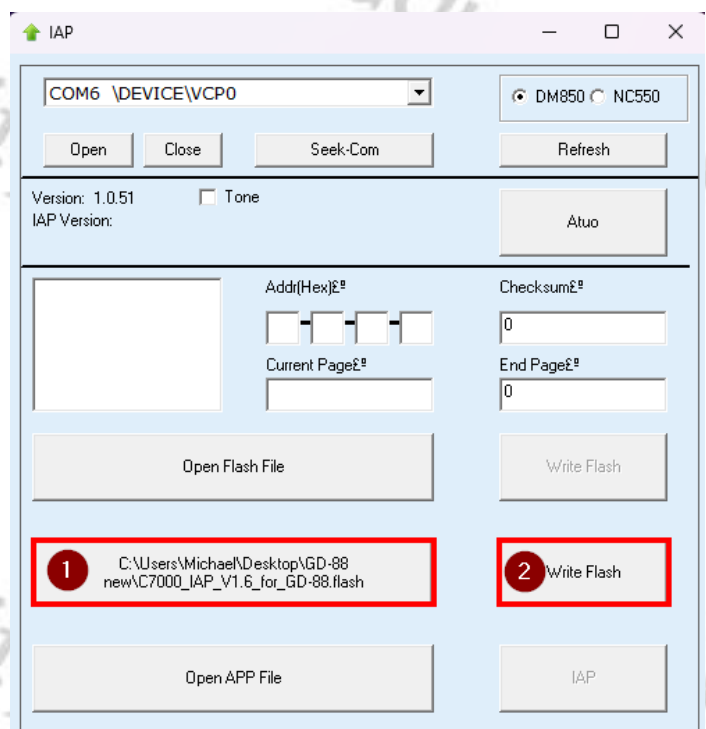 IAP
COM6 \DEVICE\VCP0
DM850 NC550
Open Close Seek-Com Refresh
Version: 1.0.51 Tone
IAP Version:
Atuo
Addr(Hex)£º Checksum£º
0
Current Page£º End Page£º
0
Open Flash File Write Flash
1 C:\Users\Michael\Desktop\GD-88
new\C7000_IAP_V1.6_for_GD-88.flash
2 Write Flash
Open APP File IAP